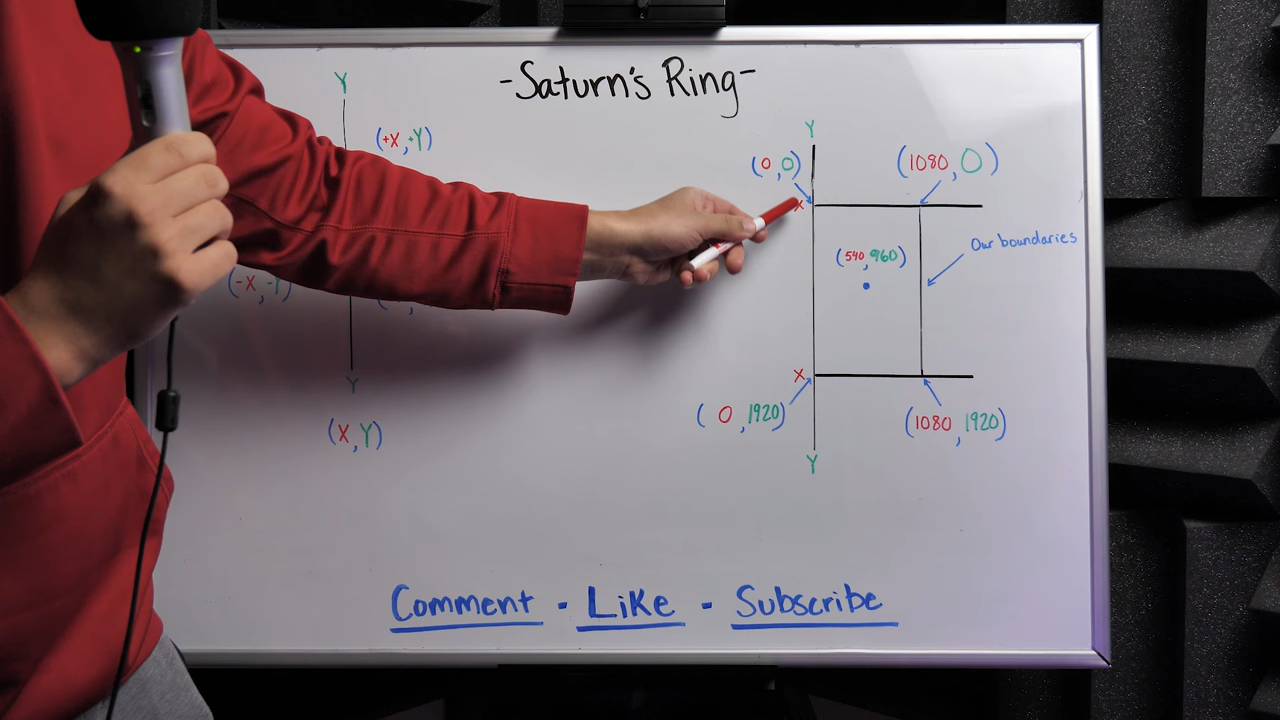 -Saturn's Ring-
Y
(+X,+Y)
(-X,-Y)
Y
(X,Y)
Y
(0,0)
(1080,0)
X
Our boundaries
(540,960)
X
(0,1920)
(1080,1920)
Y
Comment - Like - Subscribe